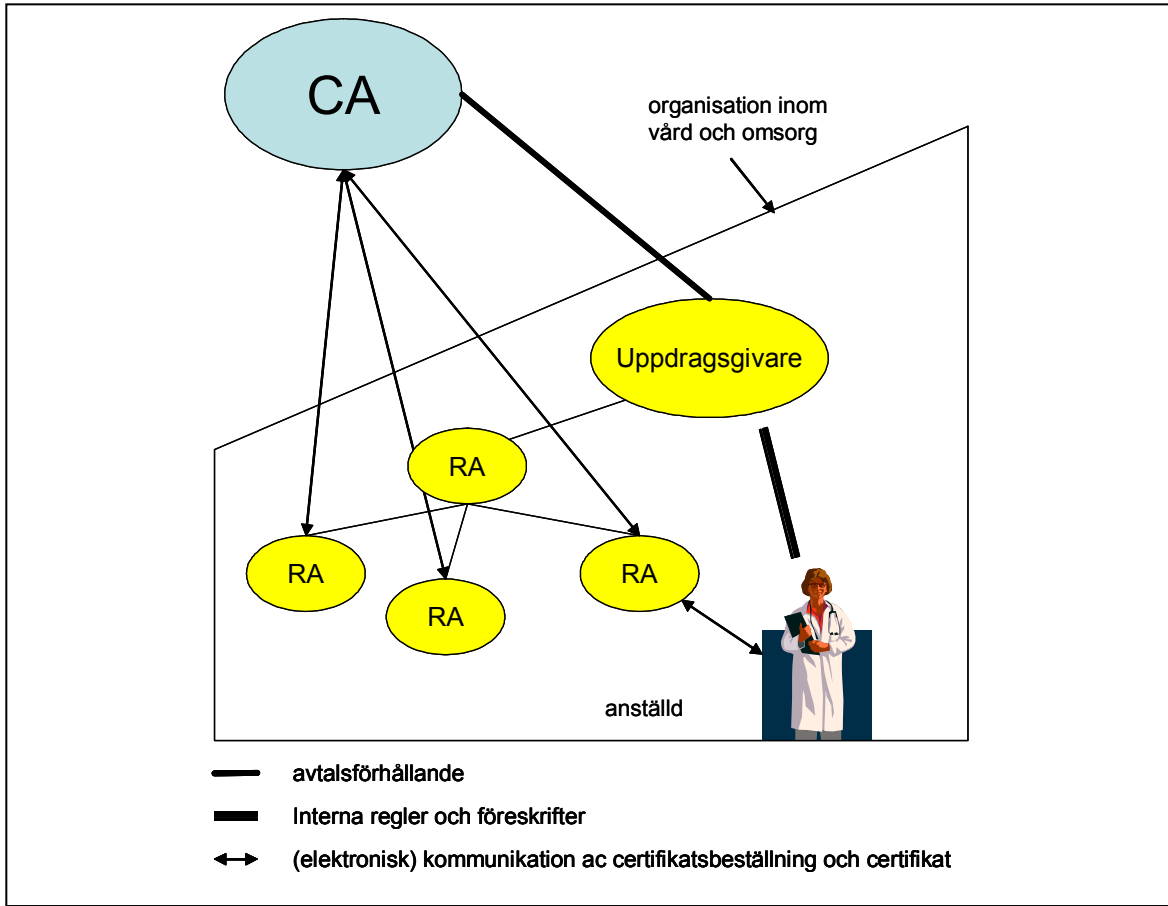 CA
organisation inom
vård och omsorg
Uppdragsgivare
RA
RA
RA
RA
anställd
avtalsförhållande
Interna regler och föreskrifter
(elektronisk) kommunikation ac certifikatsbeställning och certifikat